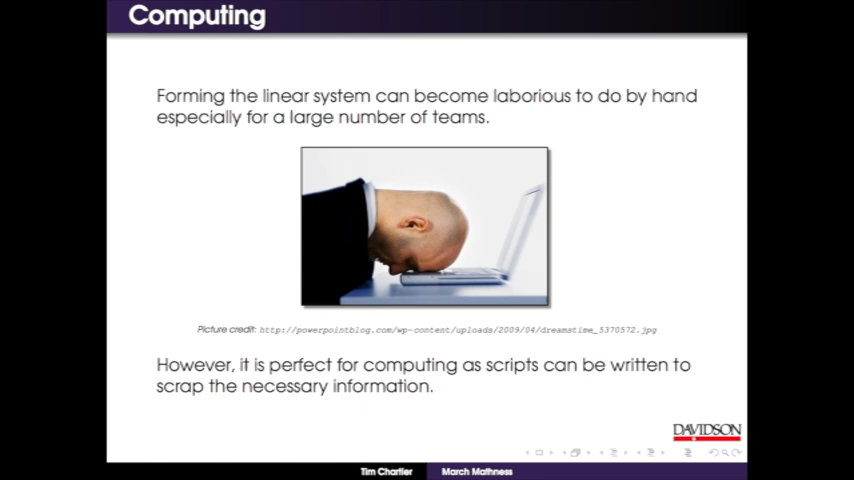 Computing
Forming the linear system can become laborious to do by hand
especially for a large number of teams.
Picture credit: http://powerpointblog.com/wp-content/uploads/2009/04/dreamstime_5370572.jpg
However, it is perfect for computing as scripts can be written to
scrap the necessary information.
DAVIDSON
Tim Chartier March Mathness